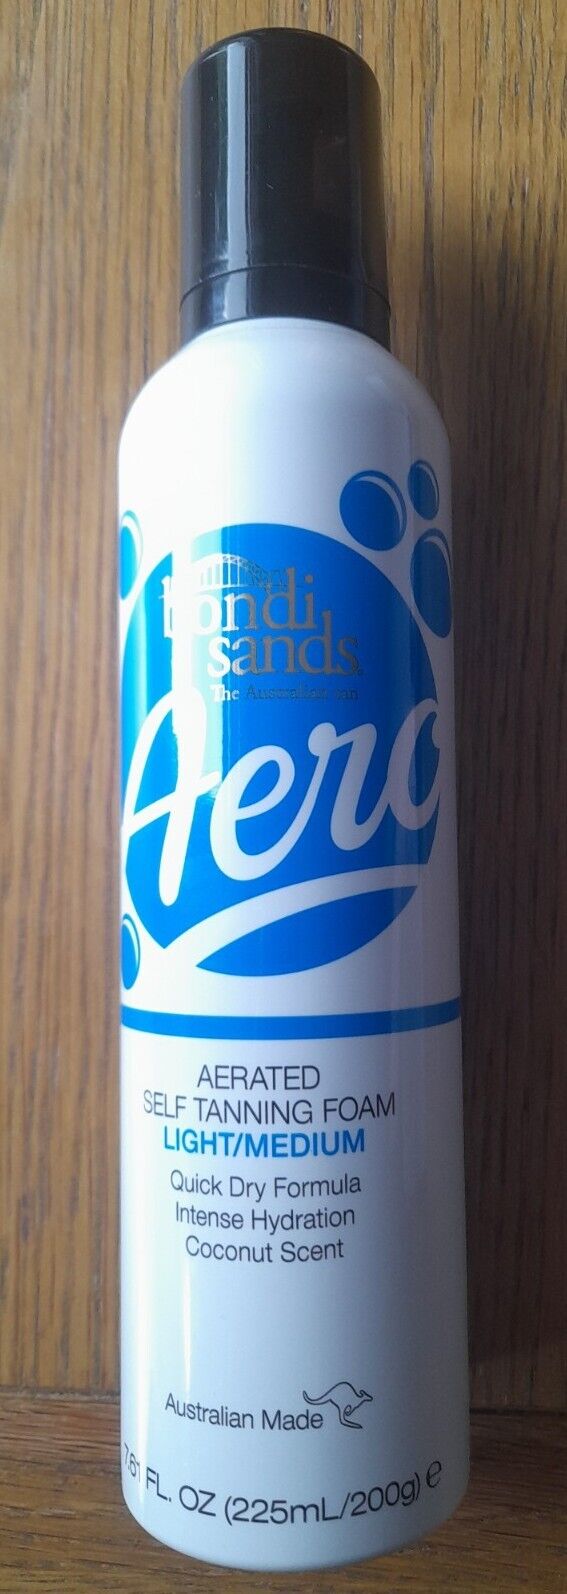 bondi
sands
The Australian Tan
Aero
AERATED
SELF TANNING FOAM
LIGHT/MEDIUM
Quick Dry Formula
Intense Hydration
Coconut Scent
Australian Made
7.61 FL. OZ (225mL/200g) ℮